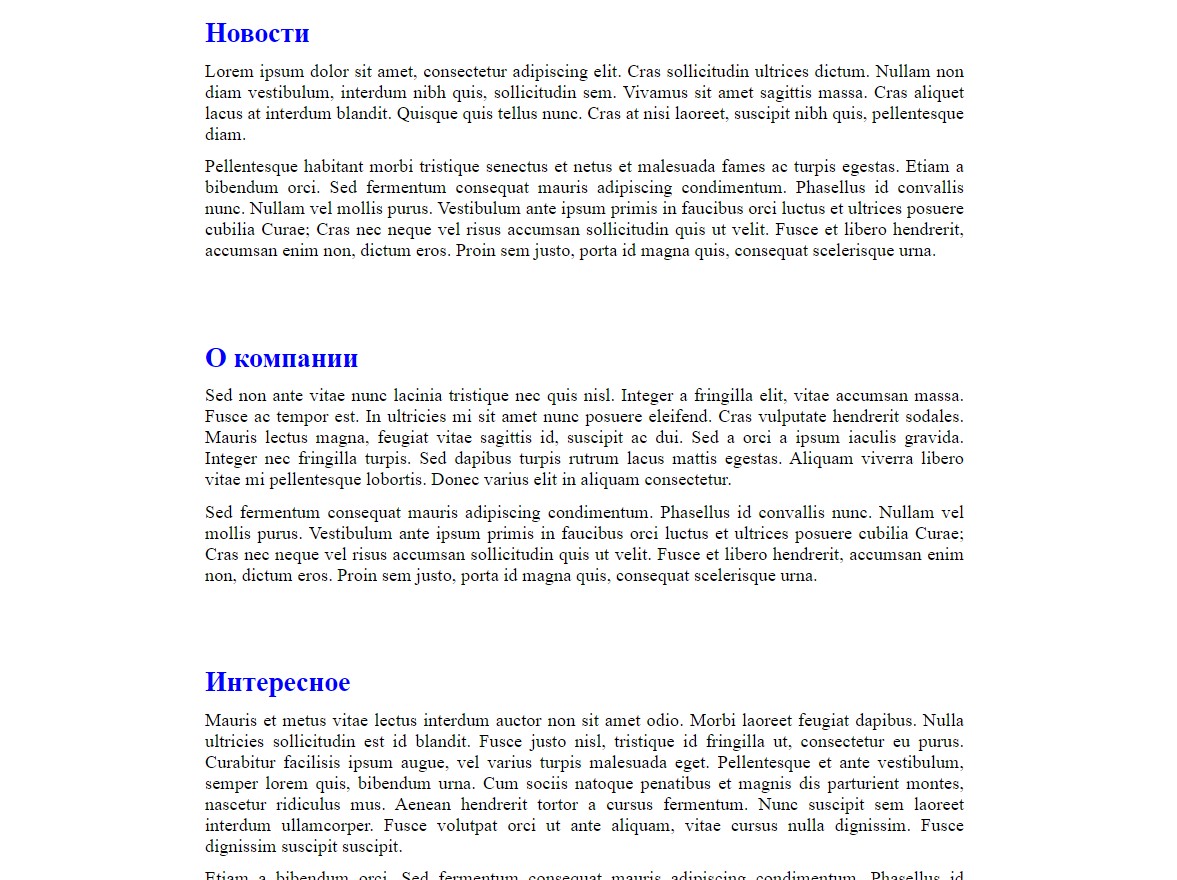 Новости
Lorem ipsum dolor sit amet, consectetur adipiscing elit. Cras sollicitudin ultrices dictum. Nullam non
diam vestibulum, interdum nibh quis, sollicitudin sem. Vivamus sit amet sagittis massa. Cras aliquet
lacus at interdum blandit. Quisque quis tellus nunc. Cras at nisi laoreet, suscipit nibh quis, pellentesque
diam.
Pellentesque habitant morbi tristique senectus et netus et malesuada fames ac turpis egestas. Etiam a
bibendum orci. Sed fermentum consequat mauris adipiscing condimentum. Phasellus id convallis
nunc. Nullam vel mollis purus. Vestibulum ante ipsum primis in faucibus orci luctus et ultrices posuere
cubilia Curae; Cras nec neque vel risus accumsan sollicitudin quis ut velit. Fusce et libero hendrerit,
accumsan enim non, dictum eros. Proin sem justo, porta id magna quis, consequat scelerisque urna.
О компании
Sed non ante vitae nunc lacinia tristique nec quis nisl. Integer a fringilla elit, vitae accumsan massa.
Fusce ac tempor est. In ultricies mi sit amet nunc posuere eleifend. Cras vulputate hendrerit sodales.
Mauris lectus magna, feugiat vitae sagittis id, suscipit ac dui. Sed a orci a ipsum iaculis gravida.
Integer nec fringilla turpis. Sed dapibus turpis rutrum lacus mattis egestas. Aliquam viverra libero
vitae mi pellentesque lobortis. Donec varius elit in aliquam consectetur.
Sed fermentum consequat mauris adipiscing condimentum. Phasellus id convallis nunc. Nullam vel
mollis purus. Vestibulum ante ipsum primis in faucibus orci luctus et ultrices posuere cubilia Curae;
Cras nec neque vel risus accumsan sollicitudin quis ut velit. Fusce et libero hendrerit, accumsan enim
non, dictum eros. Proin sem justo, porta id magna quis, consequat scelerisque urna.
Интересное
Mauris et metus vitae lectus interdum auctor non sit amet odio. Morbi laoreet feugiat dapibus. Nulla
ultricies sollicitudin est id blandit. Fusce justo nisl, tristique id fringilla ut, consectetur eu purus.
Curabitur facilisis ipsum augue, vel varius turpis malesuada eget. Pellentesque et ante vestibulum,
semper lorem quis, bibendum urna. Cum sociis natoque penatibus et magnis dis parturient montes,
nascetur ridiculus mus. Aenean hendrerit tortor a cursus fermentum. Nunc suscipit sem laoreet
interdum ullamcorper. Fusce volutpat orci ut ante aliquam, vitae cursus nulla dignissim. Fusce
dignissim suscipit suscipit.
Etiam a bibendum orci. Sed fermentum consequat mauris adipiscing condimentum. Phasellus id